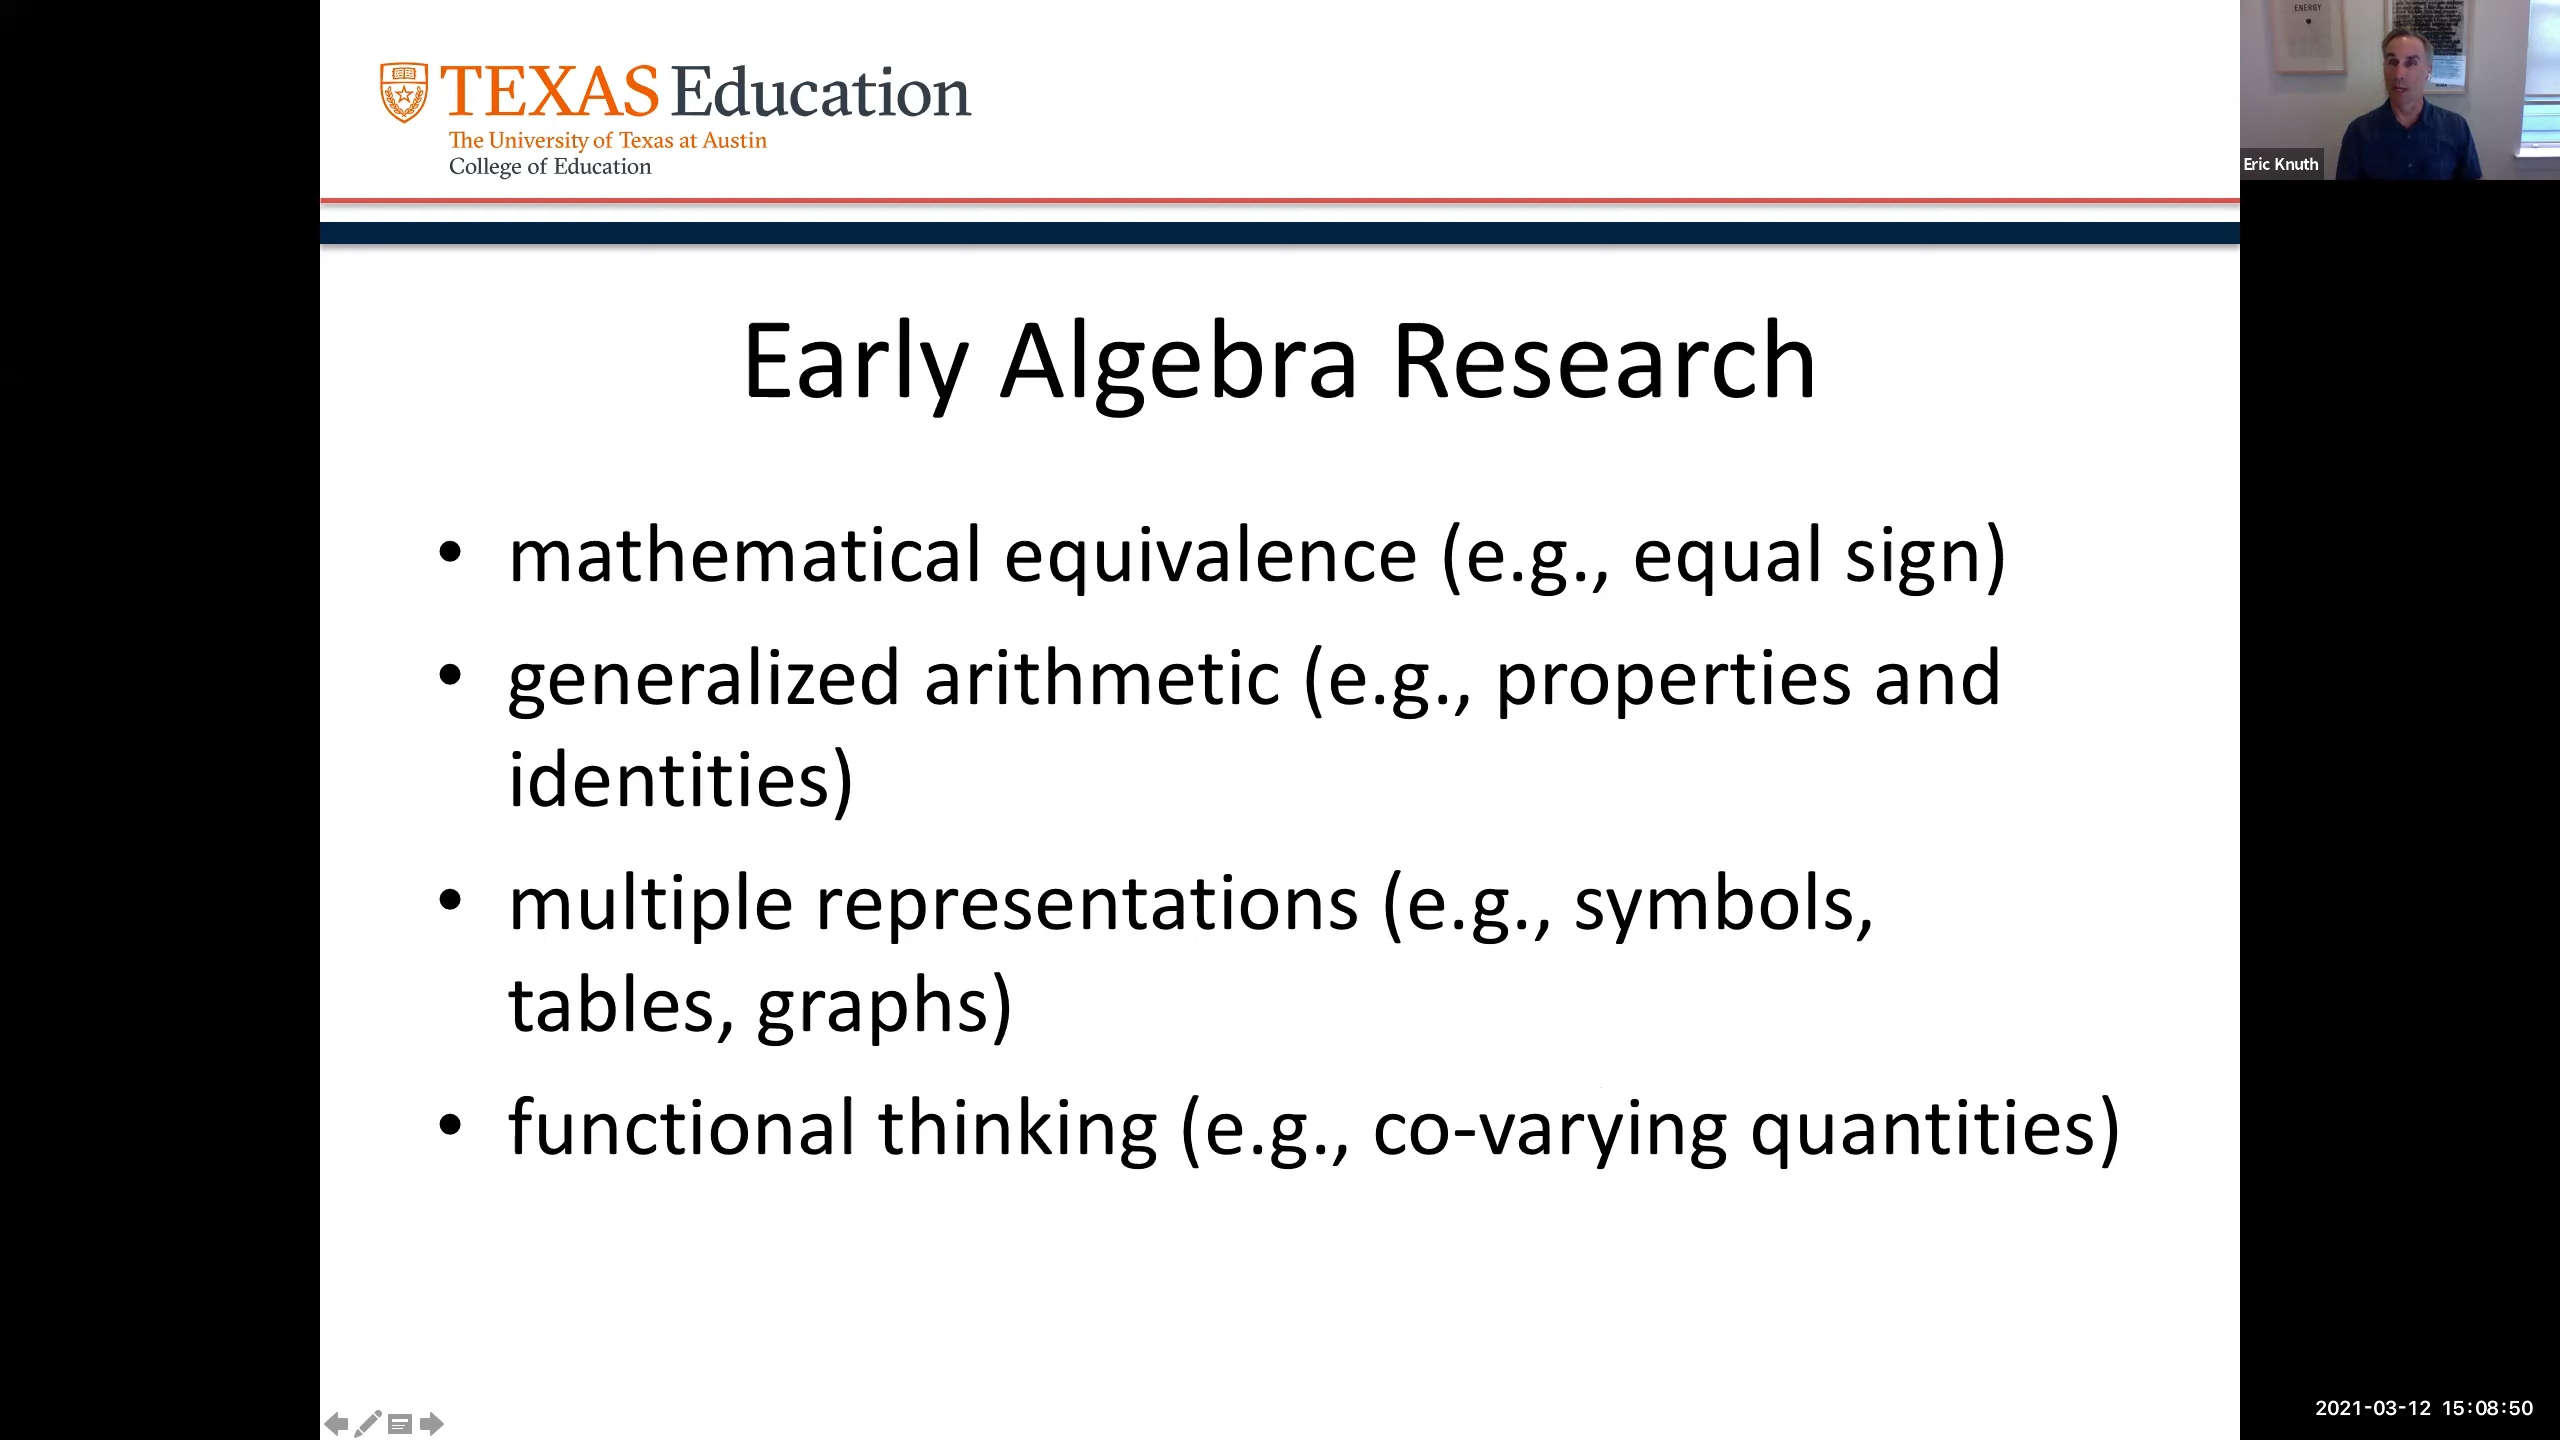 TEXAS Education
The University of Texas at Austin
College of Education
ENERGY
Eric Knuth
Early Algebra Research
• mathematical equivalence (e.g., equal sign)
• generalized arithmetic (e.g., properties and
identities)
• multiple representations (e.g., symbols,
tables, graphs)
• functional thinking (e.g., co-varying quantities)
2021-03-12 15:08:50